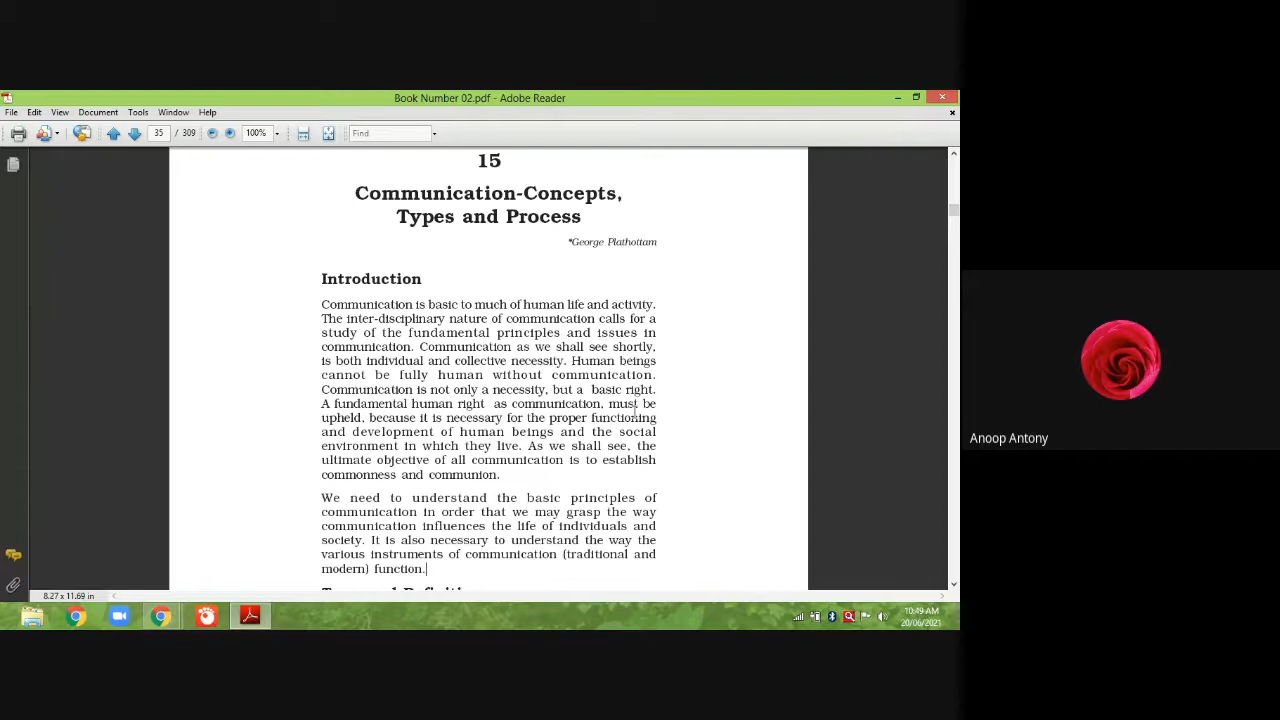 Book Number 02.pdf - Adobe Reader
File Edit View Document Tools Window Help
35 / 309 100% Find
15
Communication-Concepts,
Types and Process
*George Plathottam
Introduction
Communication is basic to much of human life and activity.
The inter-disciplinary nature of communication calls for a
study of the fundamental principles and issues in
communication. Communication as we shall see shortly,
is both individual and collective necessity. Human beings
cannot be fully human without communication.
Communication is not only a necessity, but a basic right.
A fundamental human right as communication, must be
upheld, because it is necessary for the proper functioning
and development of human beings and the social
environment in which they live. As we shall see, the
ultimate objective of all communication is to establish
commonness and communion.
We need to understand the basic principles of
communication in order that we may grasp the way
communication influences the life of individuals and
society. It is also necessary to understand the way the
various instruments of communication (traditional and
modern) function.
8.27 x 11.69 in
10:49 AM
20/06/2021
Anoop Antony